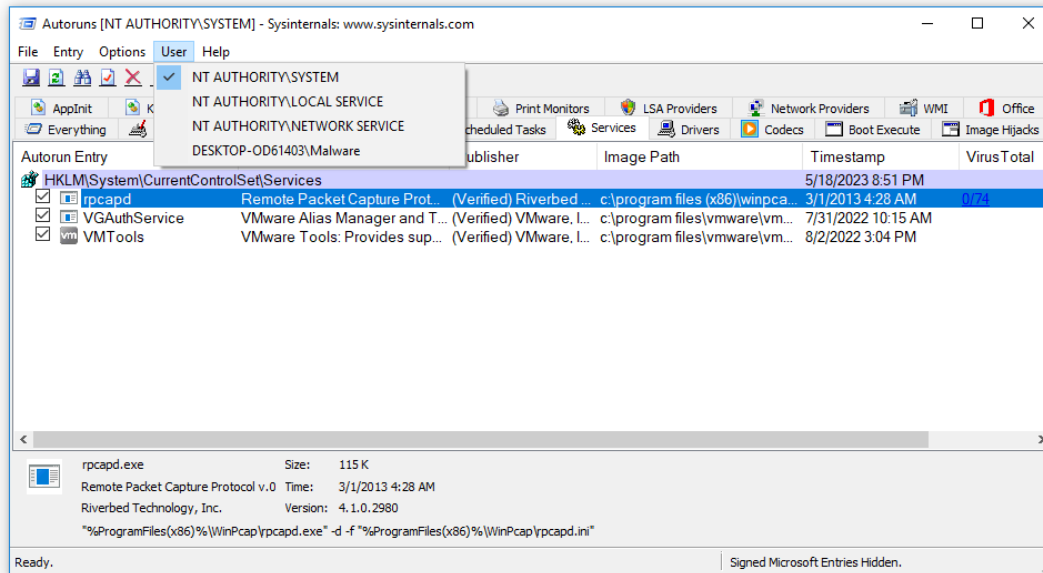 Autoruns [NT AUTHORITY\SYSTEM] - Sysinternals: www.sysinternals.com
File Entry Options User Help
NT AUTHORITY\SYSTEM
NT AUTHORITY\LOCAL SERVICE
NT AUTHORITY\NETWORK SERVICE
DESKTOP-OD61403\Malware
AppInit K Print Monitors LSA Providers Network Providers WMI Office
Everything cheduled Tasks Services Drivers Codecs Boot Execute Image Hijacks
Autorun Entry ublisher Image Path Timestamp VirusTotal
HKLM\System\CurrentControlSet\Services 5/18/2023 8:51 PM
rpcapd Remote Packet Capture Prot... (Verified) Riverbed ... c:\program files (x86)\winpca... 3/1/2013 4:28 AM 0/74
VGAuthService VMware Alias Manager and T... (Verified) VMware, I... c:\program files\vmware\vm... 7/31/2022 10:15 AM
vm VMTools VMware Tools: Provides sup... (Verified) VMware, I... c:\program files\vmware\vm... 8/2/2022 3:04 PM
rpcapd.exe Size: 115 K
Remote Packet Capture Protocol v.0 Time: 3/1/2013 4:28 AM
Riverbed Technology, Inc. Version: 4.1.0.2980
"%ProgramFiles(x86)%\WinPcap\rpcapd.exe" -d -f "%ProgramFiles(x86)%\WinPcap\rpcapd.ini"
Ready. Signed Microsoft Entries Hidden.